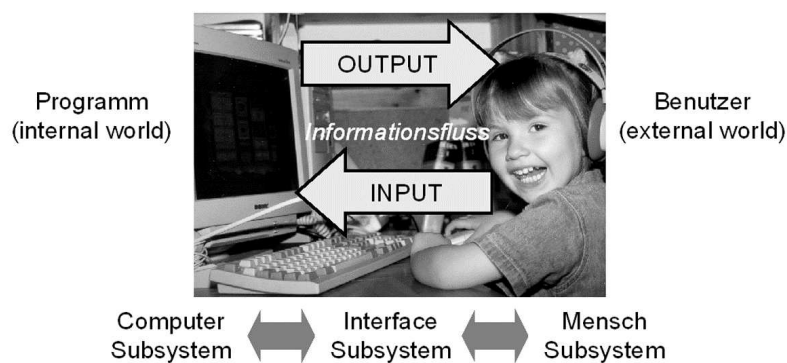 OUTPUT
Programm
(internal world)
Informationsfluss
Benutzer
(external world)
INPUT
Computer
Subsystem
Interface
Subsystem
Mensch
Subsystem